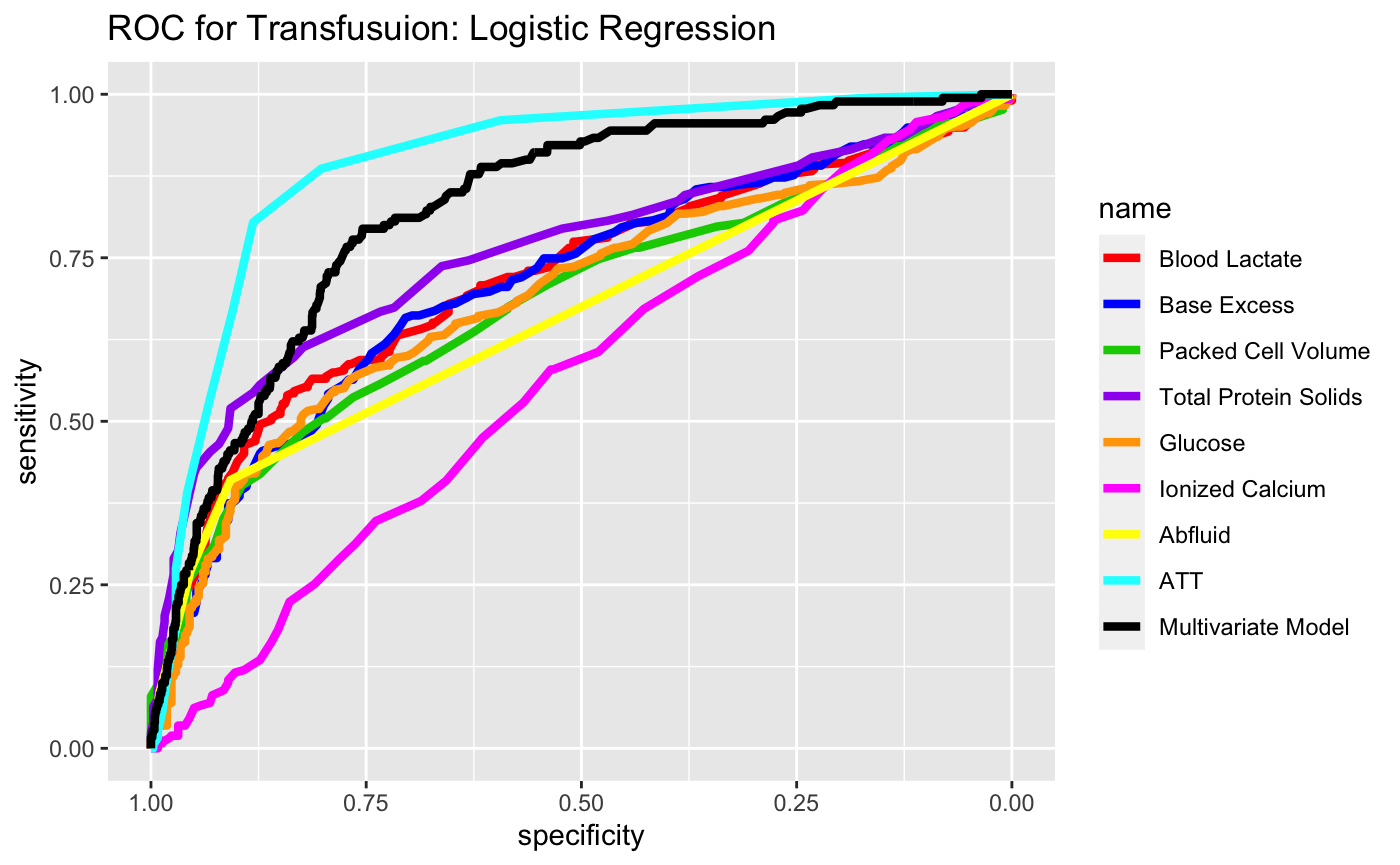 ROC for Transfusuion: Logistic Regression
1.00
0.75
0.50
0.25
0.00
sensitivity
1.00 0.75 0.50 0.25 0.00
specificity
name
Blood Lactate
Base Excess
Packed Cell Volume
Total Protein Solids
Glucose
Ionized Calcium
Abfluid
ATT
Multivariate Model